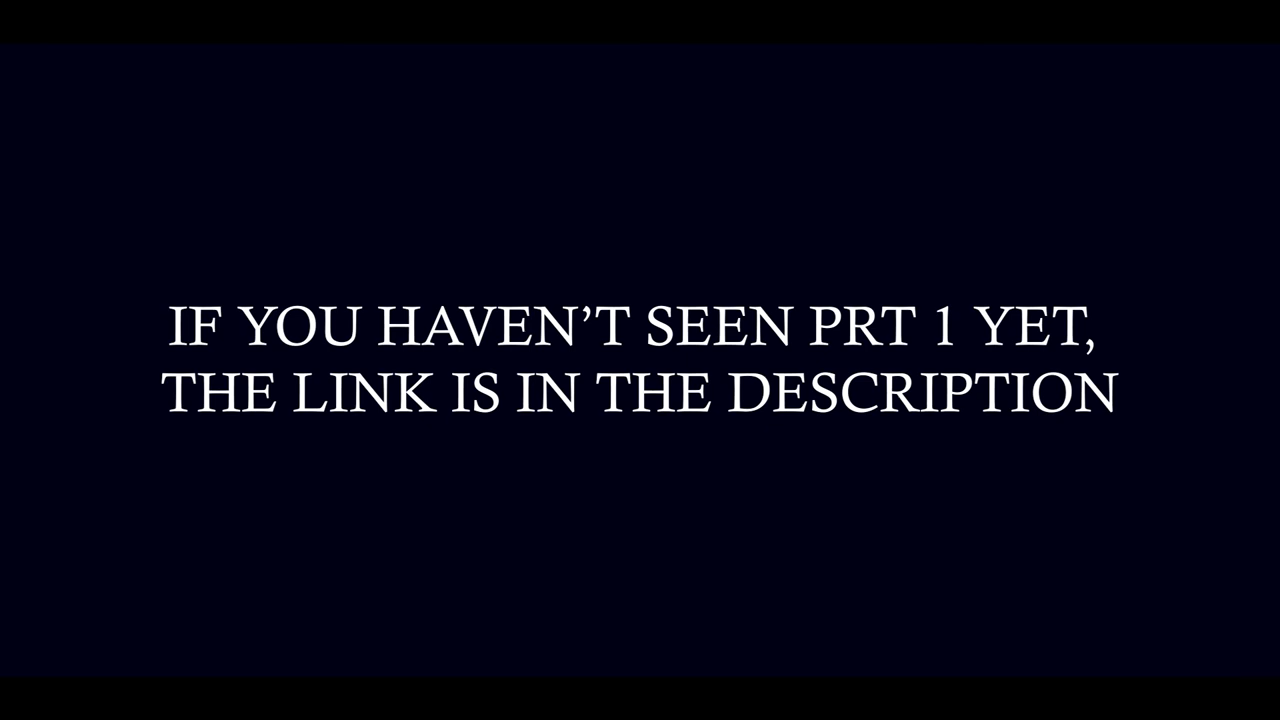 IF YOU HAVEN’T SEEN PRT 1 YET,
THE LINK IS IN THE DESCRIPTION